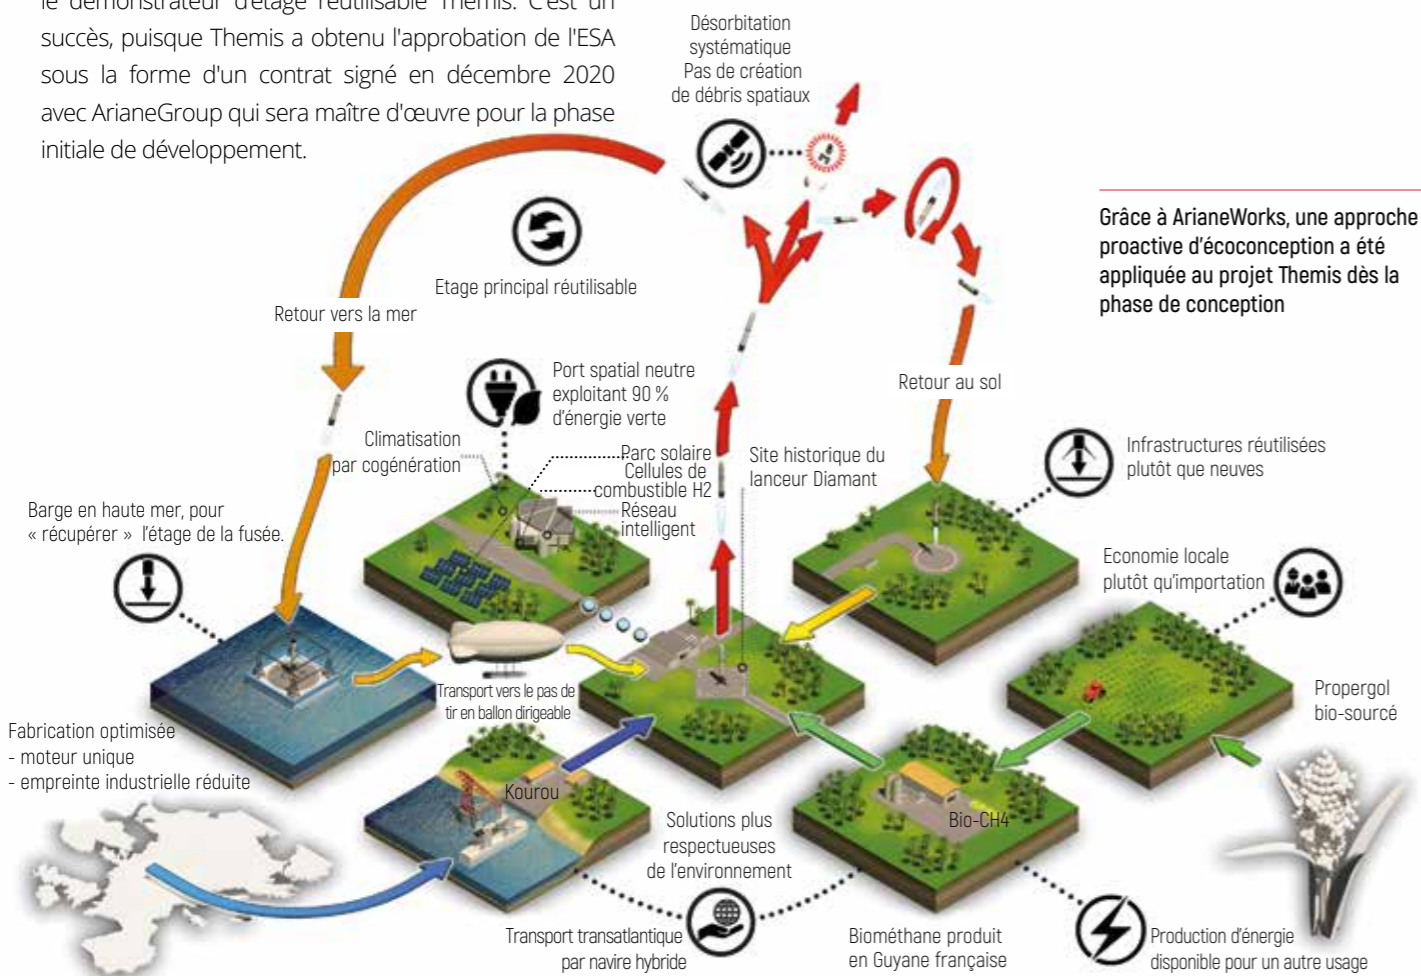 le démonstrateur d'étage réutilisable Themis. C'est un
succès, puisque Themis a obtenu l'approbation de l'ESA
sous la forme d'un contrat signé en décembre 2020
avec ArianeGroup qui sera maître d'œuvre pour la phase
initiale de développement.
Désorbitation
systématique
Pas de création
de débris spatiaux
Grâce à ArianeWorks, une approche
proactive d'écoconception a été
appliquée au projet Themis dès la
phase de conception
Etage principal réutilisable
Retour vers la mer
Retour au sol
Port spatial neutre
exploitant 90 %
d'énergie verte
Climatisation
par cogénération
Parc solaire
Cellules de
combustible H2
Réseau
intelligent
Site historique du
lanceur Diamant
Infrastructures réutilisées
plutôt que neuves
Barge en haute mer, pour
« récupérer » l'étage de la fusée.
Economie locale
plutôt qu'importation
Transport vers le pas de
tir en ballon dirigeable
Propergol
bio-sourcé
Fabrication optimisée
- moteur unique
- empreinte industrielle réduite
Kourou
Bio-CH4
Solutions plus
respectueuses
de l'environnement
Transport transatlantique
par navire hybride
Biométhane produit
en Guyane française
Production d'énergie
disponible pour un autre usage